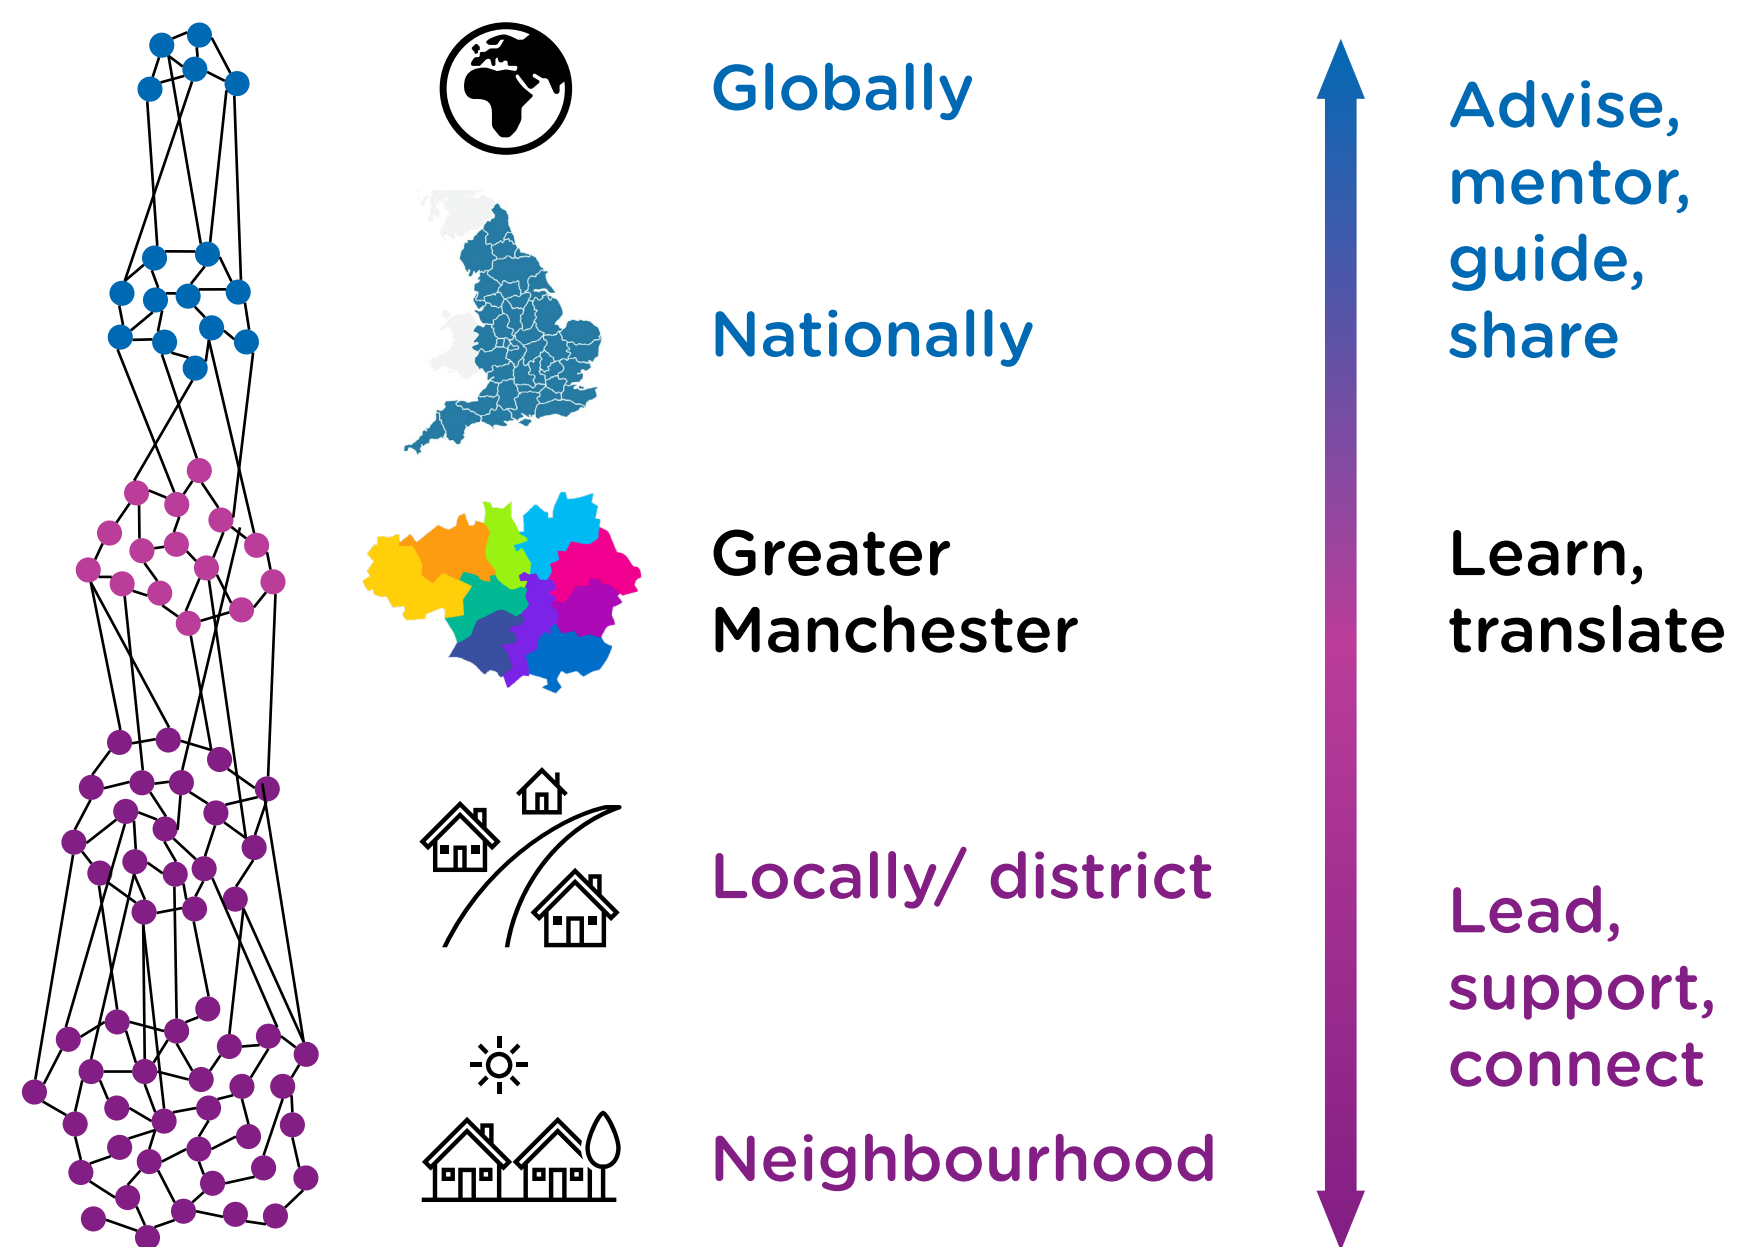 Globally
Nationally
Greater
Manchester
Locally/ district
Neighbourhood
Advise,
mentor,
guide,
share
Learn,
translate
Lead,
support,
connect